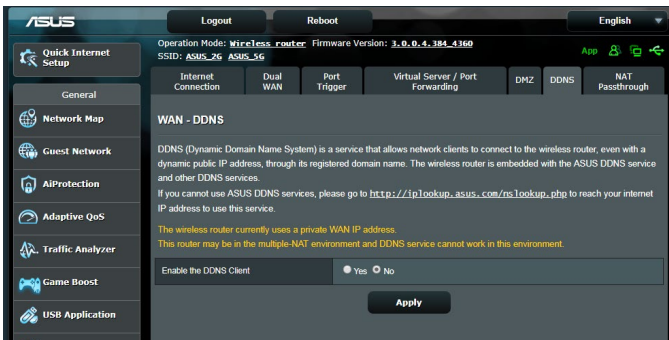 ASUS
Logout
Reboot
English
Quick Internet
Setup
General
Network Map
Guest Network
AiProtection
Adaptive QoS
Traffic Analyzer
Game Boost
USB Application
Operation Mode: Wireless router Firmware Version: 3.0.0.4.384_4360
SSID: ASUS_2G ASUS_5G
App
Internet
Connection
Dual
WAN
Port
Trigger
Virtual Server / Port
Forwarding
DMZ
DDNS
NAT
Passthrough
WAN - DDNS
DDNS (Dynamic Domain Name System) is a service that allows network clients to connect to the wireless router, even with a
dynamic public IP address, through its registered domain name. The wireless router is embedded with the ASUS DDNS service
and other DDNS services.
If you cannot use ASUS DDNS services, please go to http://iplookup.asus.com/nslookup.php to reach your internet
IP address to use this service.
The wireless router currently uses a private WAN IP address.
This router may be in the multiple-NAT environment and DDNS service cannot work in this environment.
Enable the DDNS Client
Yes No
Apply